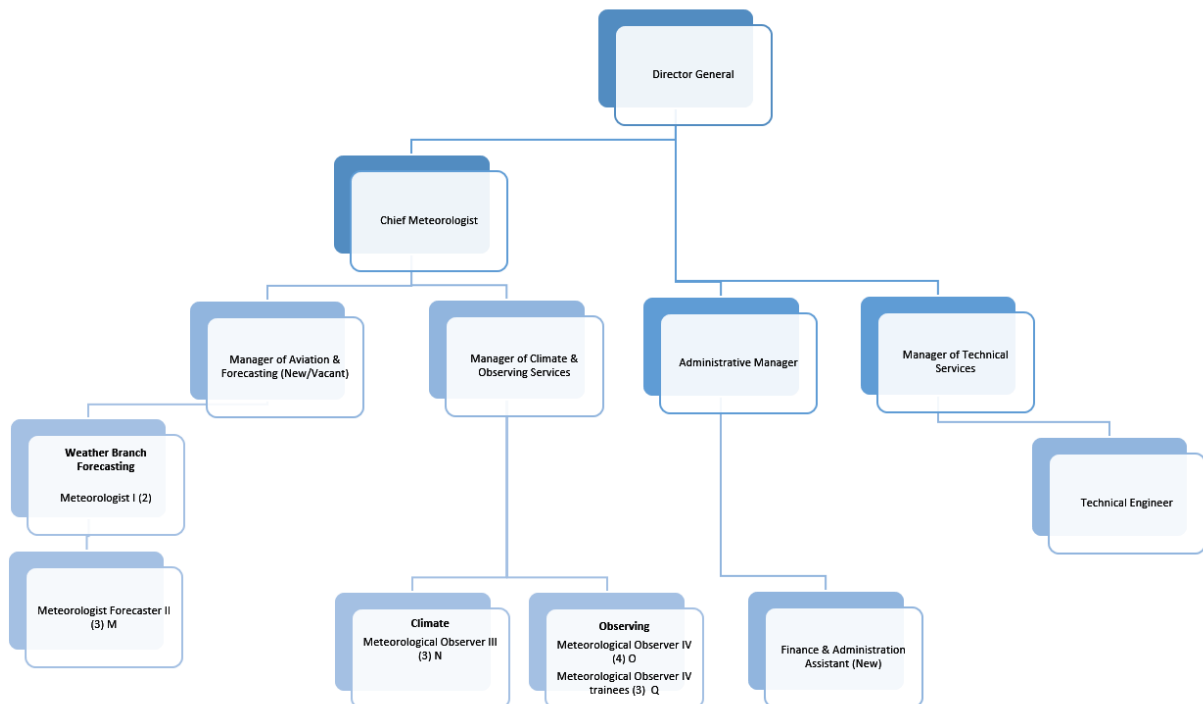 Director General
Chief Meteorologist
Manager of Aviation &
Forecasting (New/Vacant)
Manager of Climate &
Observing Services
Administrative Manager
Manager of Technical
Services
Weather Branch
Forecasting
Meteorologist I (2)
Technical Engineer
Meteorologist Forecaster II
(3) M
Climate
Meteorological Observer III
(3) N
Observing
Meteorological Observer IV
(4) O
Meteorological Observer IV
trainees (3) Q
Finance & Administration
Assistant (New)